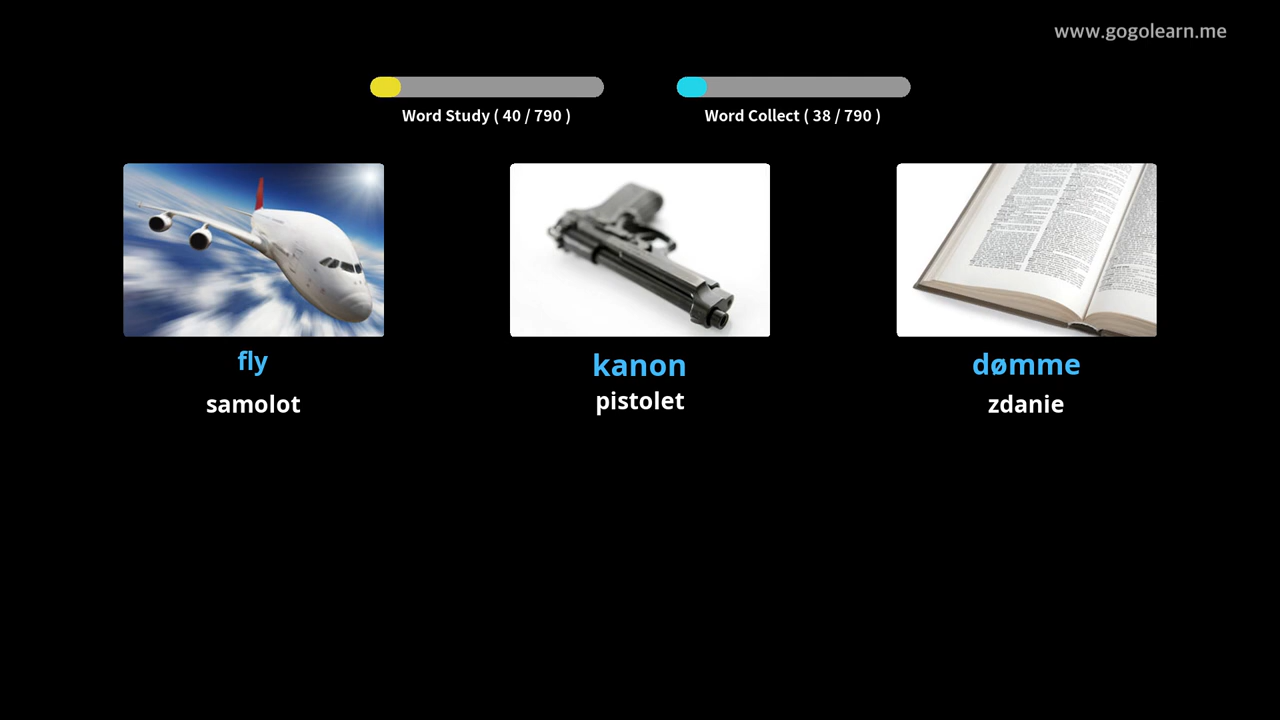 www.gogolearn.me
Word Study ( 40 / 790 )
Word Collect ( 38 / 790 )
fly
kanon
dømme
samolot
pistolet
zdanie